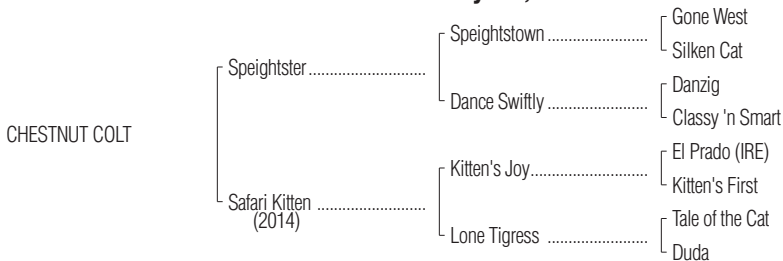 Gone West
Speightstown
Silken Cat
Speightster
Danzig
Dance Swiftly
Classy 'n Smart
CHESTNUT COLT
El Prado (IRE)
Kitten's Joy
Kitten's First
Safari Kitten
(2014)
Tale of the Cat
Lone Tigress
Duda